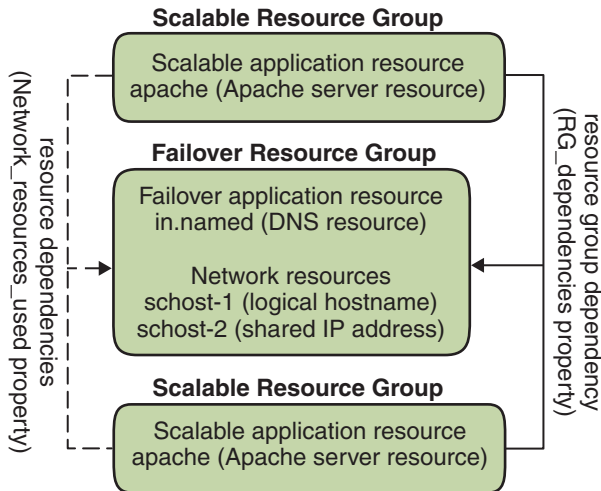 Scalable Resource Group
Scalable application resource
apache (Apache server resource)
Failover Resource Group
Failover application resource
in.named (DNS resource)
Network resources
schost-1 (logical hostname)
schost-2 (shared IP address)
Scalable Resource Group
Scalable application resource
apache (Apache server resource)
resource dependencies
(Network_resources_used property)
resource group dependency
(RG_dependencies property)